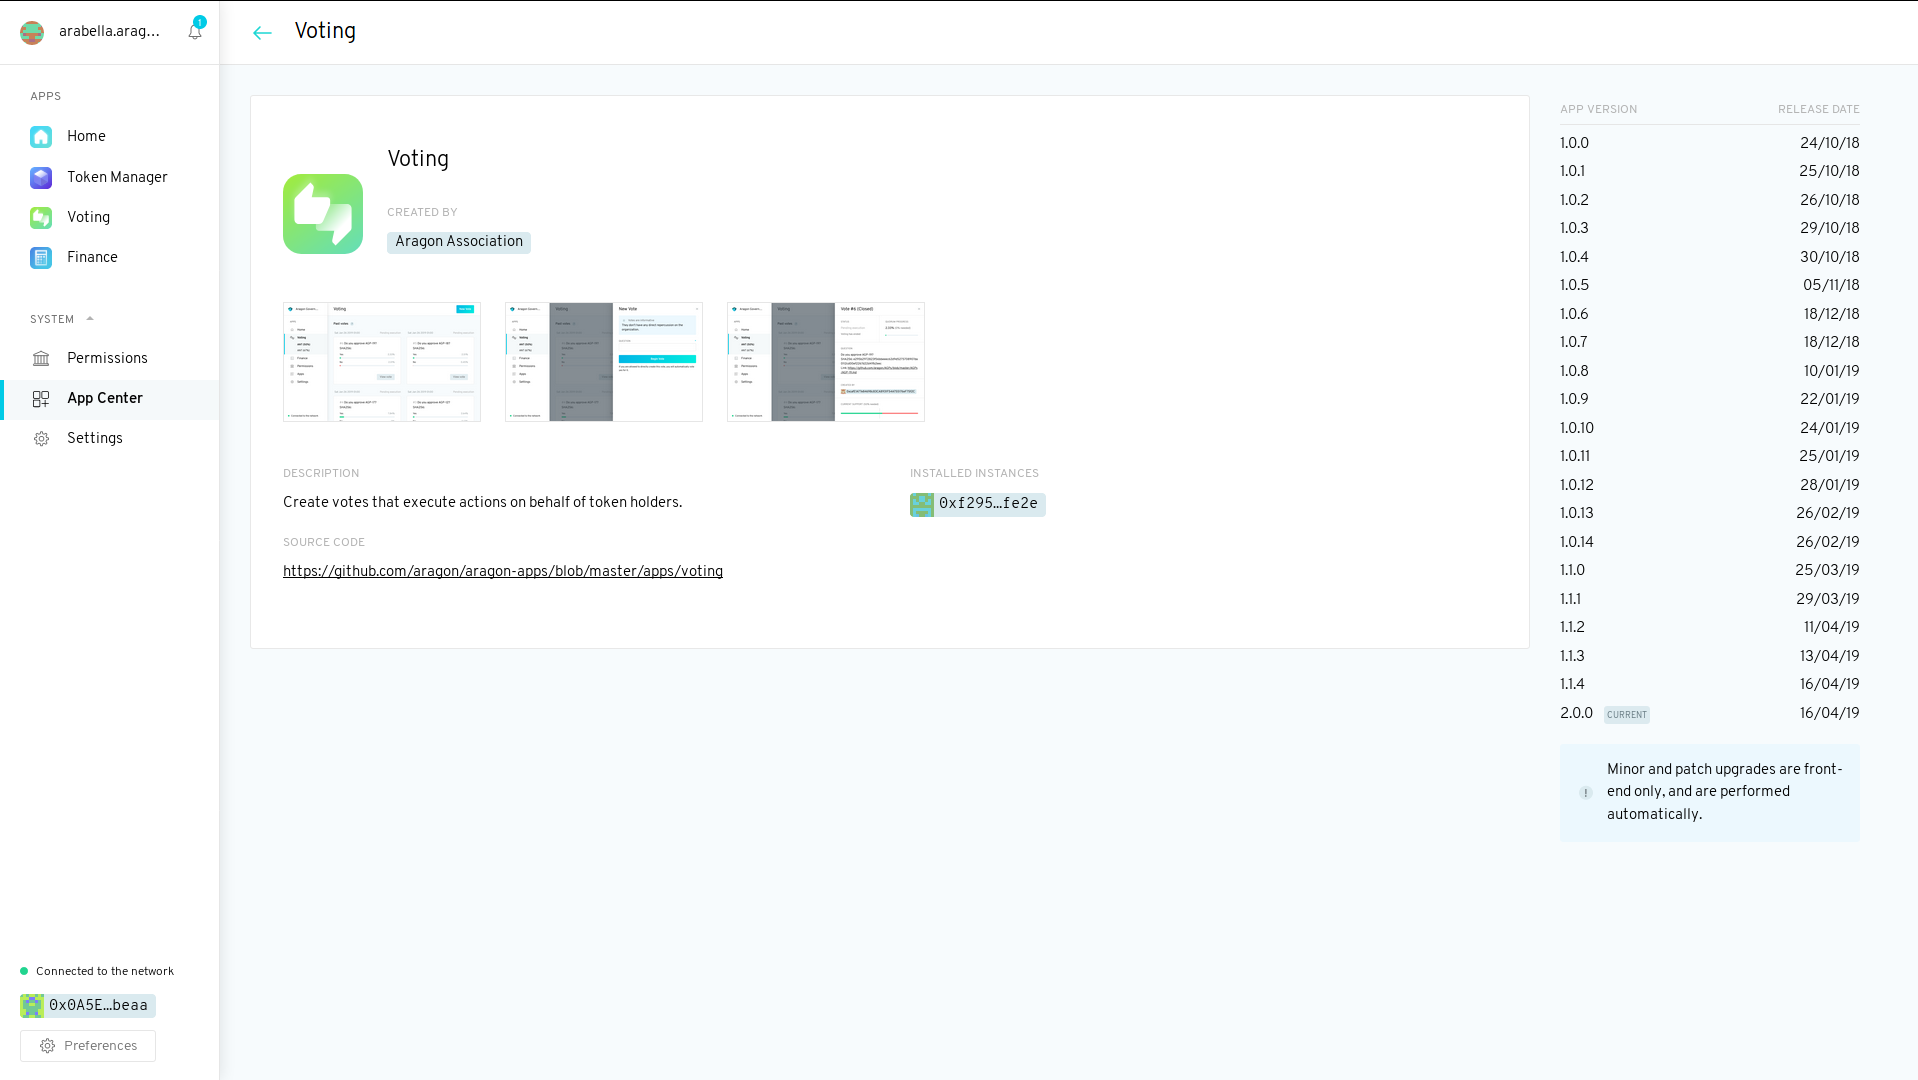 arabella.arag...
1
Voting
APPS
Home
Token Manager
Voting
Finance
SYSTEM
Permissions
App Center
Settings
Connected to the network
0x0A5E…beaa
Preferences
Voting
CREATED BY
Aragon Association
DESCRIPTION
Create votes that execute actions on behalf of token holders.
SOURCE CODE
https://github.com/aragon/aragon-apps/blob/master/apps/voting
INSTALLED INSTANCES
0xf295…fe2e
APP VERSION RELEASE DATE
1.0.0 24/10/18
1.0.1 25/10/18
1.0.2 26/10/18
1.0.3 29/10/18
1.0.4 30/10/18
1.0.5 05/11/18
1.0.6 18/12/18
1.0.7 18/12/18
1.0.8 10/01/19
1.0.9 22/01/19
1.0.10 24/01/19
1.0.11 25/01/19
1.0.12 28/01/19
1.0.13 26/02/19
1.0.14 26/02/19
1.1.0 25/03/19
1.1.1 29/03/19
1.1.2 11/04/19
1.1.3 13/04/19
1.1.4 16/04/19
2.0.0 CURRENT 16/04/19
Minor and patch upgrades are front-
end only, and are performed
automatically.